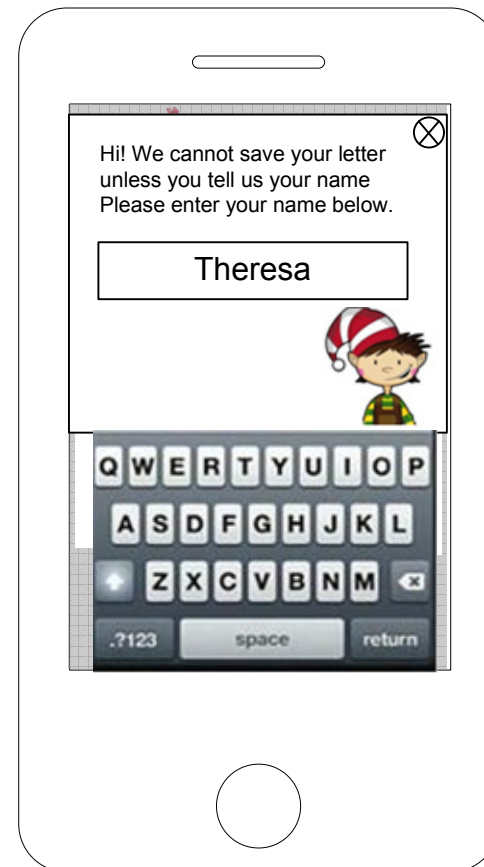 Hi! We cannot save your letter
unless you tell us your name
Please enter your name below.
Theresa
Q W E R T Y U I O P
A S D F G H J K L
Z X C V B N M
.?123 space return